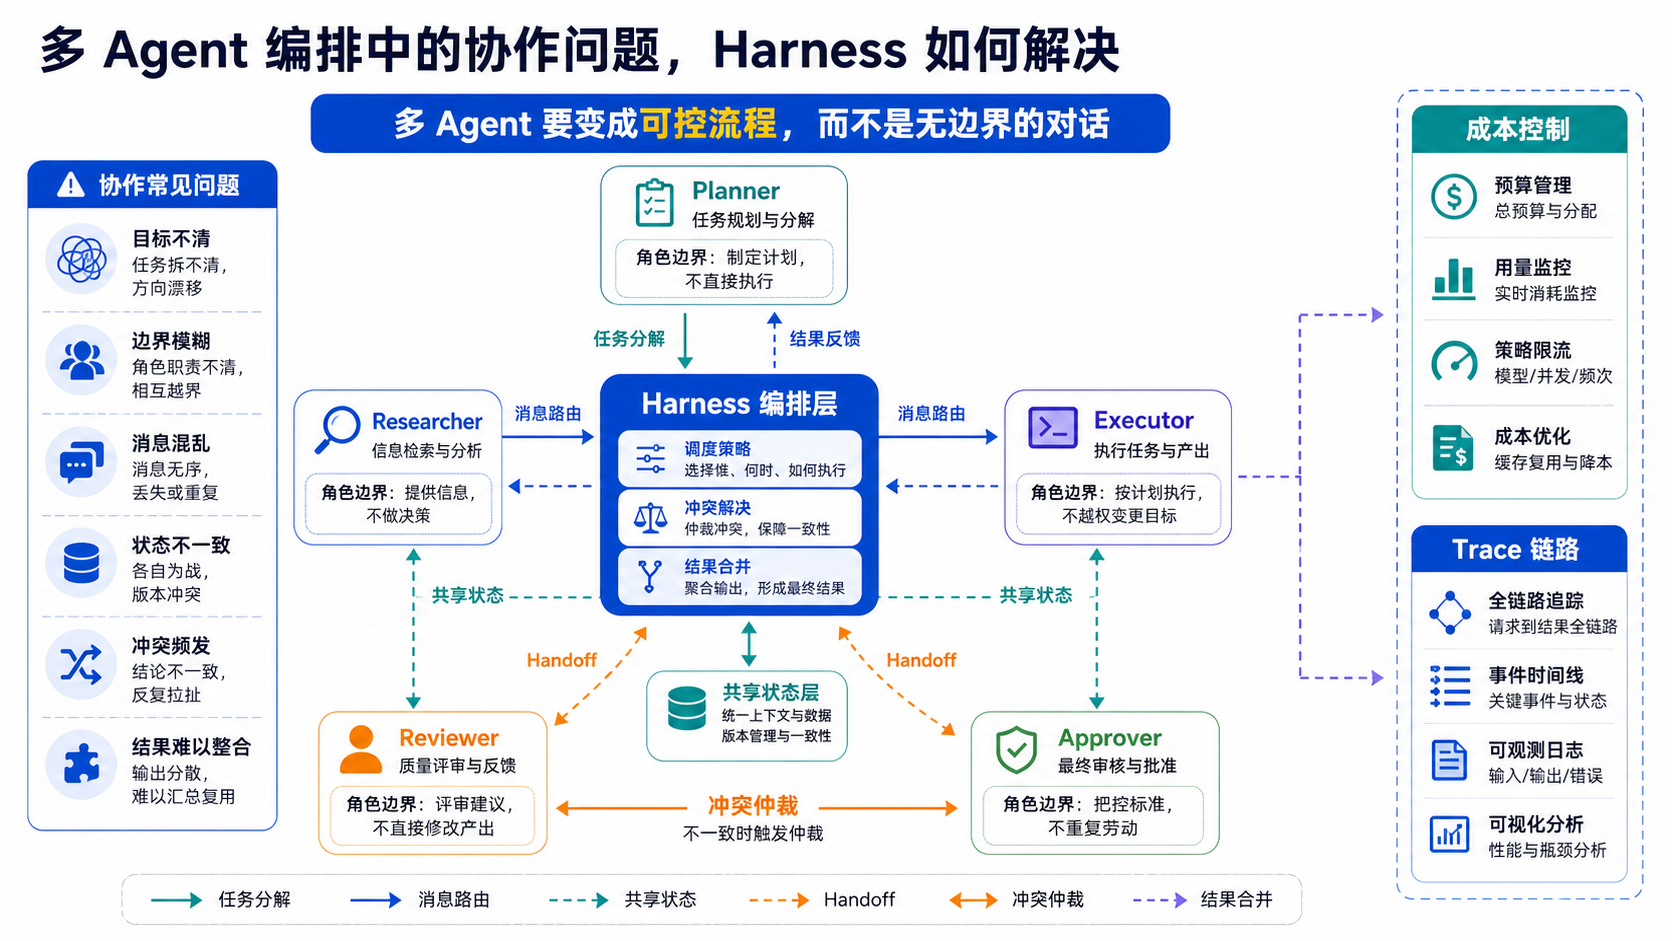 多 Agent 编排中的协作问题，Harness 如何解决
多 Agent 要变成可控流程，而不是无边界的对话
协作常见问题
目标不清
任务拆不清，
方向漂移
边界模糊
角色职责不清，
相互越界
消息混乱
消息无序，
丢失或重复
状态不一致
各自为战，
版本冲突
冲突频发
结论不一致，
反复拉扯
结果难以整合
输出分散，
难以汇总复用
Planner
任务规划与分解
角色边界：制定计划，
不直接执行
任务分解
结果反馈
Researcher
信息检索与分析
角色边界：提供信息，
不做决策
消息路由
Harness 编排层
调度策略
选择惟、何时、如何执行
冲突解决
仲裁冲突，保障一致性
结果合并
聚合输出，形成最终结果
消息路由
Executor
执行任务与产出
角色边界：按计划执行，
不越权变更目标
共享状态
共享状态
Handoff
Handoff
共享状态层
统一上下文与数据
版本管理与一致性
Reviewer
质量评审与反馈
角色边界：评审建议，
不直接修改产出
冲突仲裁
不一致时触发仲裁
Approver
最终审核与批准
角色边界：把控标准，
不重复劳动
成本控制
预算管理
总预算与分配
用量监控
实时消耗监控
策略限流
模型/并发/频次
成本优化
缓存复用与降本
Trace 链路
全链路追踪
请求到结果全链路
事件时间线
关键事件与状态
可观测日志
输入/输出/错误
可视化分析
性能与瓶颈分析
任务分解
消息路由
共享状态
Handoff
冲突仲裁
结果合并